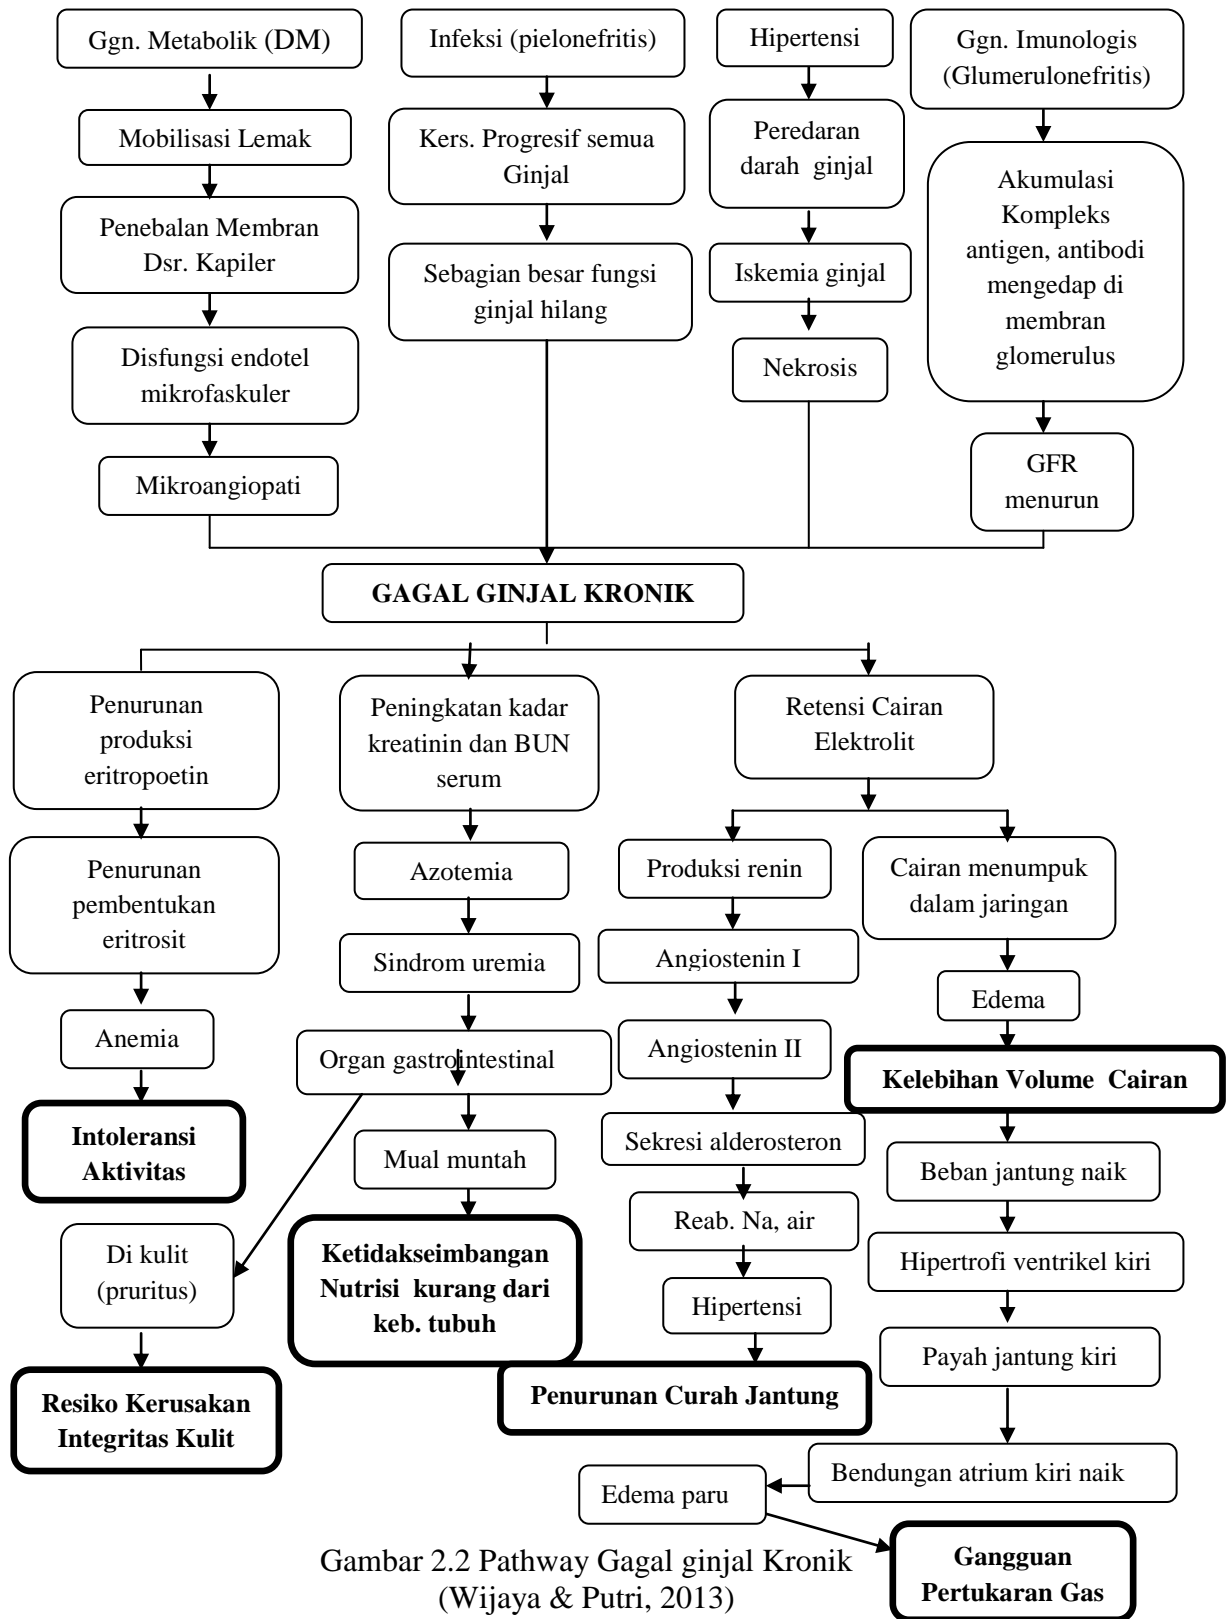 Ggn. Metabolik (DM)
Infeksi (pielonefritis)
Hipertensi
Ggn. Imunologis
(Glumerulonefritis)
Mobilisasi Lemak
Kers. Progresif semua
Ginjal
Peredaran
darah ginjal
Akumulasi
Kompleks
antigen, antibodi
mengedap di
membran
glomerulus
Penebalan Membran
Dsr. Kapiler
Sebagian besar fungsi
ginjal hilang
Iskemia ginjal
Disfungsi endotel
mikrofaskuler
Nekrosis
Mikroangiopati
GFR
menurun
GAGAL GINJAL KRONIK
Penurunan
produksi
eritropoetin
Peningkatan kadar
kreatinin dan BUN
serum
Retensi Cairan
Elektrolit
Penurunan
pembentukan
eritrosit
Azotemia
Produksi renin
Cairan menumpuk
dalam jaringan
Sindrom uremia
Angiostenin I
Edema
Anemia
Organ gastrointestinal
Angiostenin II
Kelebihan Volume Cairan
Intoleransi
Aktivitas
Mual muntah
Sekresi alderosteron
Beban jantung naik
Di kulit
(pruritus)
Ketidakseimbangan
Nutrisi kurang dari
keb. tubuh
Reab. Na, air
Hipertrofi ventrikel kiri
Hipertensi
Payah jantung kiri
Resiko Kerusakan
Integritas Kulit
Penurunan Curah Jantung
Bendungan atrium kiri naik
Edema paru
Gangguan
Pertukaran Gas
Gambar 2.2 Pathway Gagal ginjal Kronik
(Wijaya & Putri, 2013)